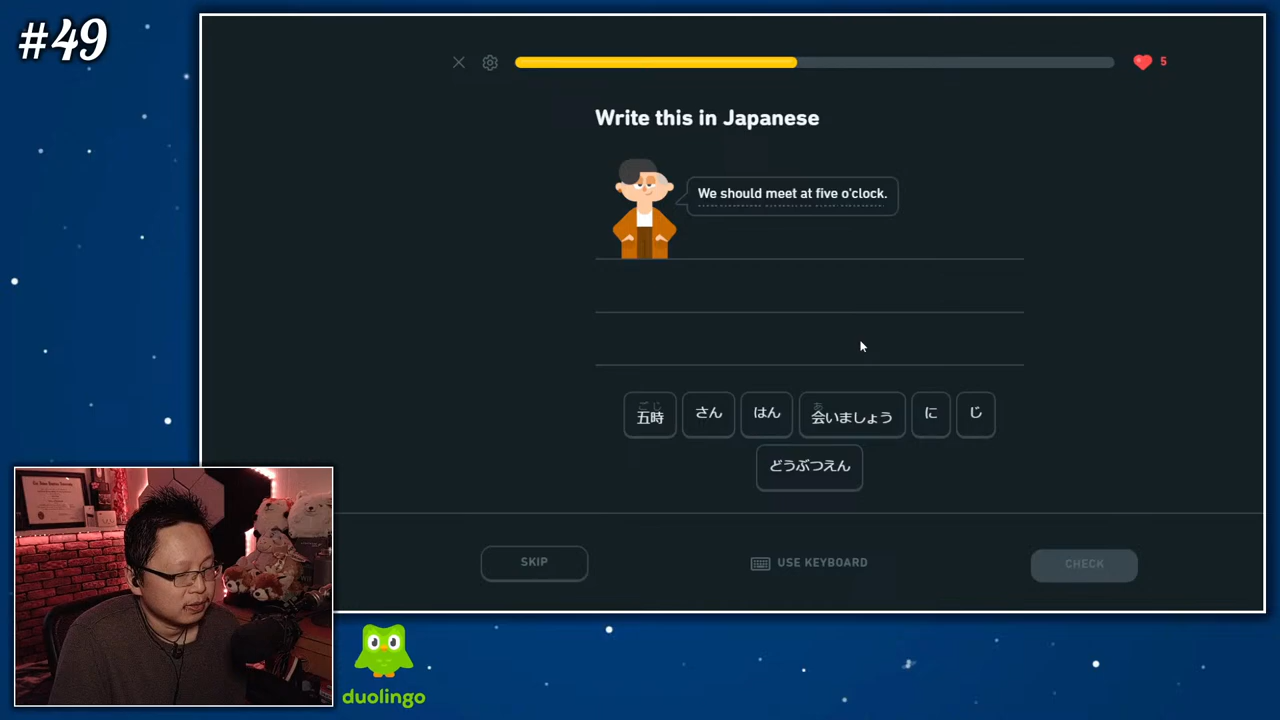 #49
5
Write this in Japanese
We should meet at five o'clock.
ごじ あ
五時 さん はん 会いましょう に じ
どうぶつえん
SKIP USE KEYBOARD CHECK
duolingo